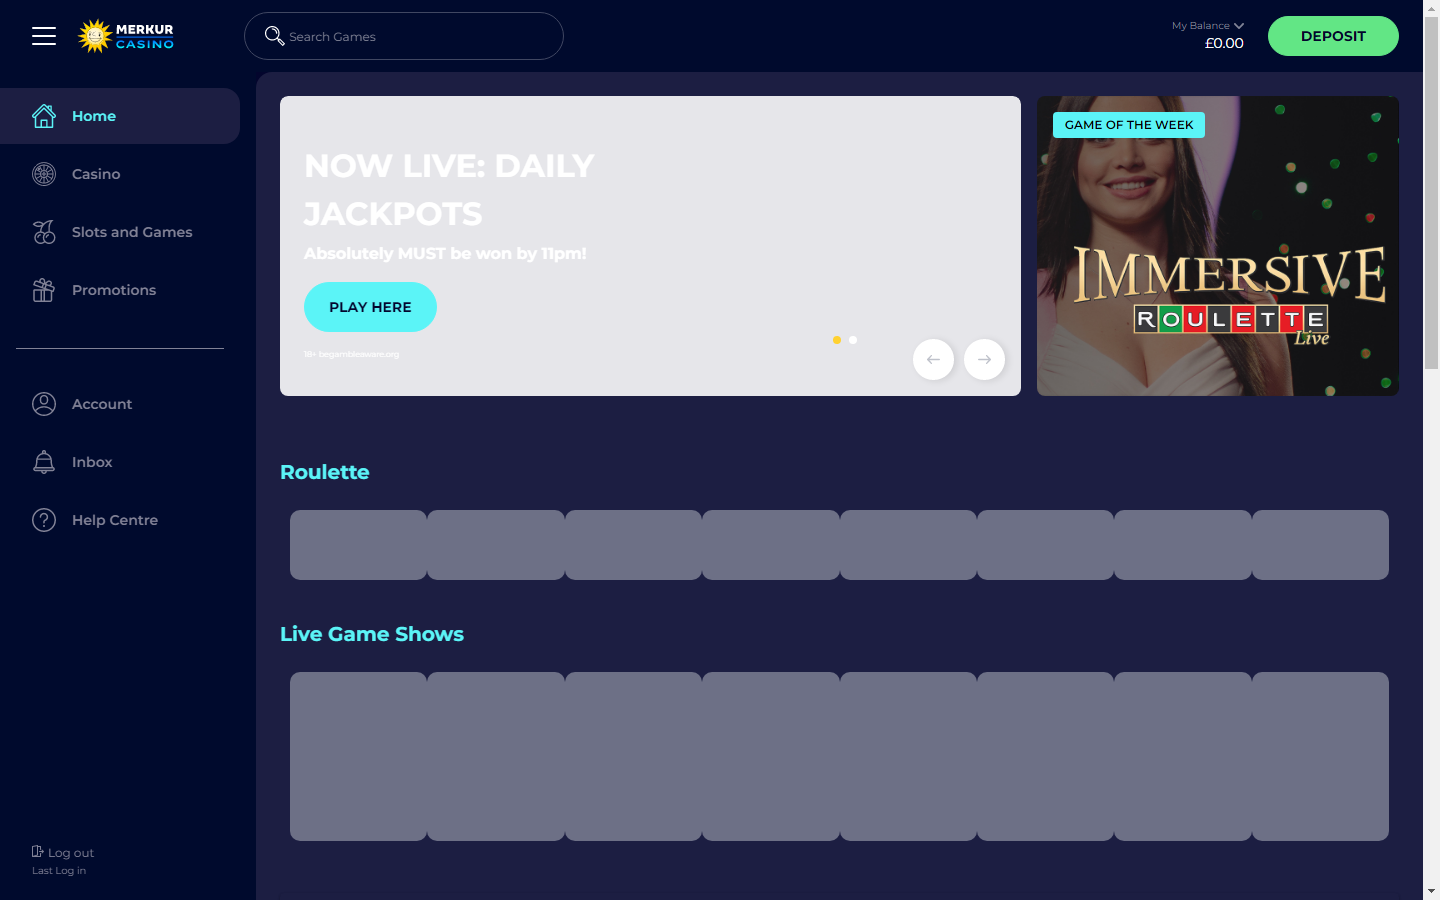 MERKUR
CASINO
Search Games
My Balance
£0.00
DEPOSIT
Home
Casino
Slots and Games
Promotions
Account
Inbox
Help Centre
Log out
Last Log in
NOW LIVE: DAILY
JACKPOTS
Absolutely MUST be won by 11pm!
PLAY HERE
18+ begambleaware.org
GAME OF THE WEEK
IMMERSIVE
ROULETTE
Live
Roulette
Live Game Shows